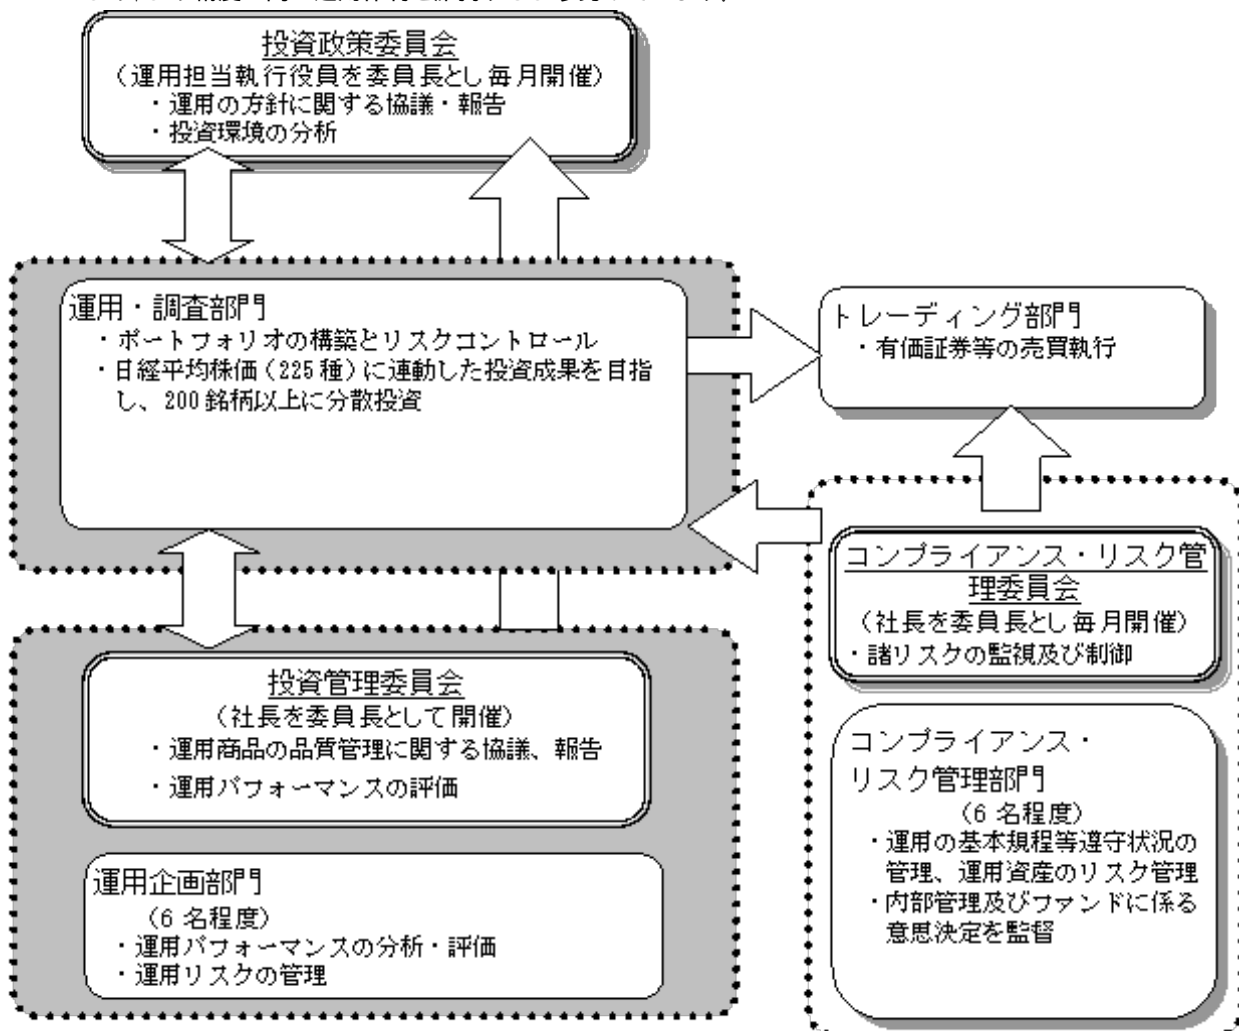 投資政策委員会
(運用担当執行役員を委員長とし毎月開催)
・運用の方針に関する協議・報告
・投資環境の分析
運用・調査部門
・ポートフォリオの構築とリスクコントロール
・日経平均株価(225種)に連動した投資成果を目指
し、200銘柄以上に分散投資
トレーディング部門
・有価証券等の売買執行
コンプライアンス・リスク管
理委員会
(社長を委員長とし毎月開催)
・諸リスクの監視及び制御
投資管理委員会
(社長を委員長として開催)
・運用商品の品質管理に関する協議、報告
・運用パフォーマンスの評価
コンプライアンス・
リスク管理部門
(6名程度)
・運用の基本規程等遵守状況の
管理、運用資産のリスク管理
・内部管理及びファンドに係る
意思決定を監督
運用企画部門
(6名程度)
・運用パフォーマンスの分析・評価
・運用リスクの管理